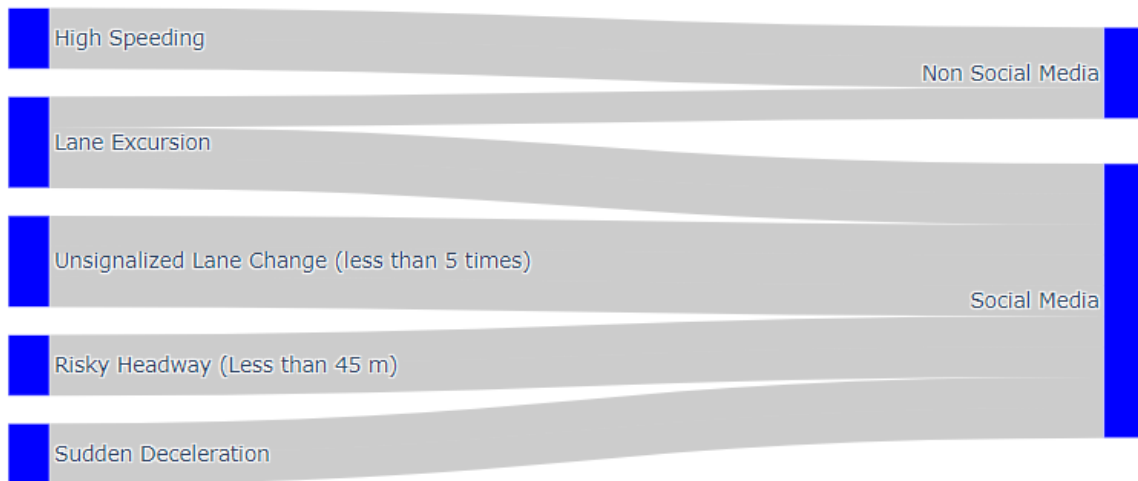 High Speeding
Non Social Media
Lane Excursion
Unsignalized Lane Change (less than 5 times)
Social Media
Risky Headway (Less than 45 m)
Sudden Deceleration